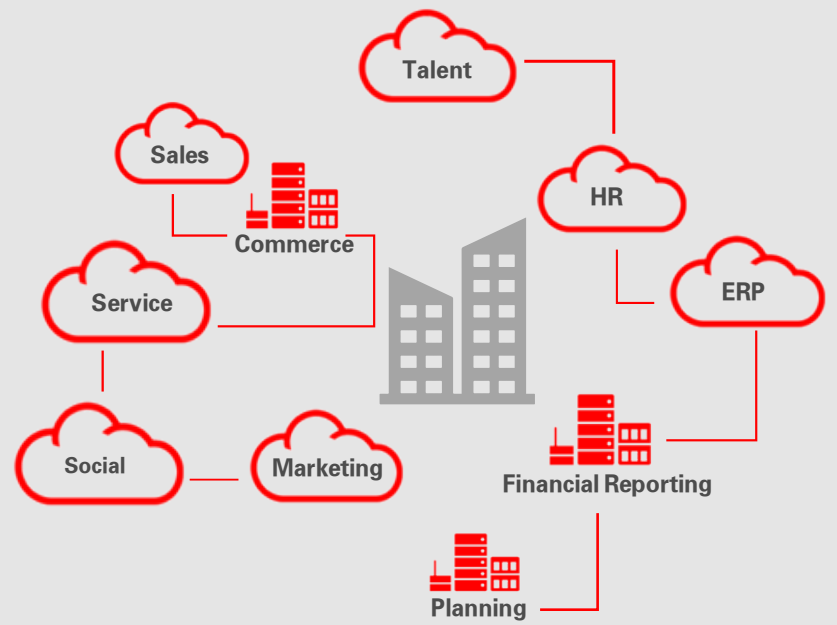 Talent
Sales
HR
Commerce
ERP
Service
Social
Marketing
Financial Reporting
Planning